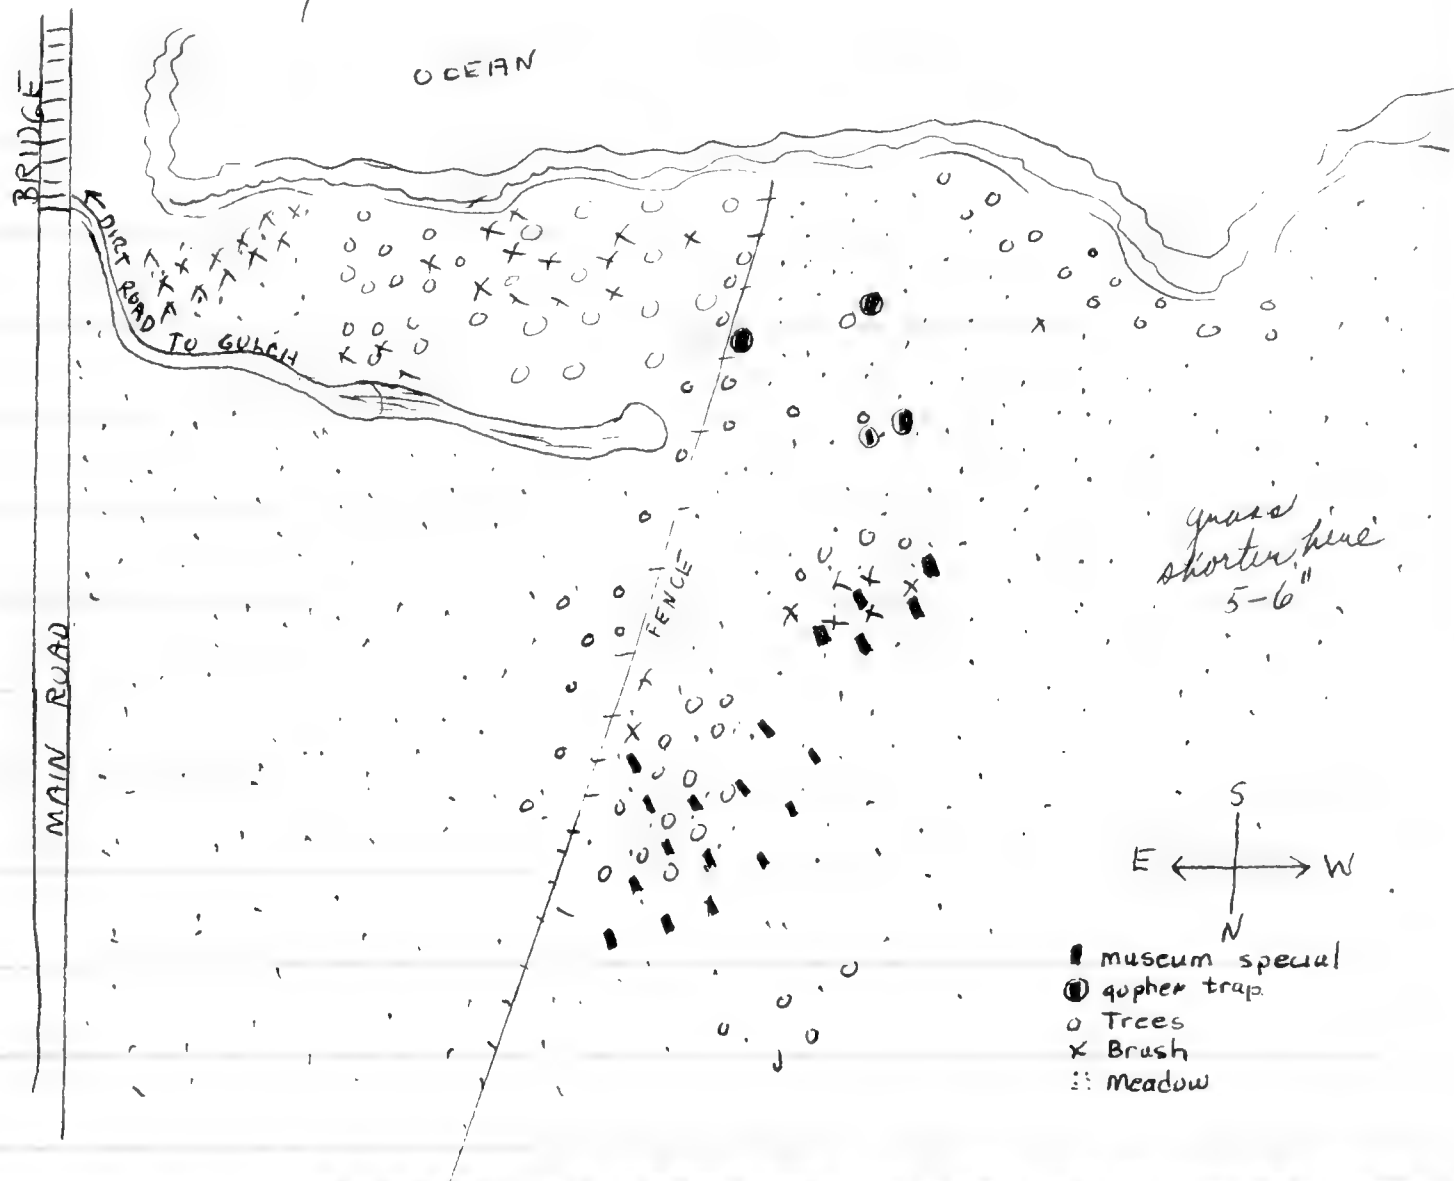 OCEAN
BRIDGE
DIRT
ROAD
TO GULCH
grass
shorter here
5-6"
FENCE
MAIN ROAD
S
E
W
N
museum special
gopher trap
o Trees
x Brush
:: Meadow